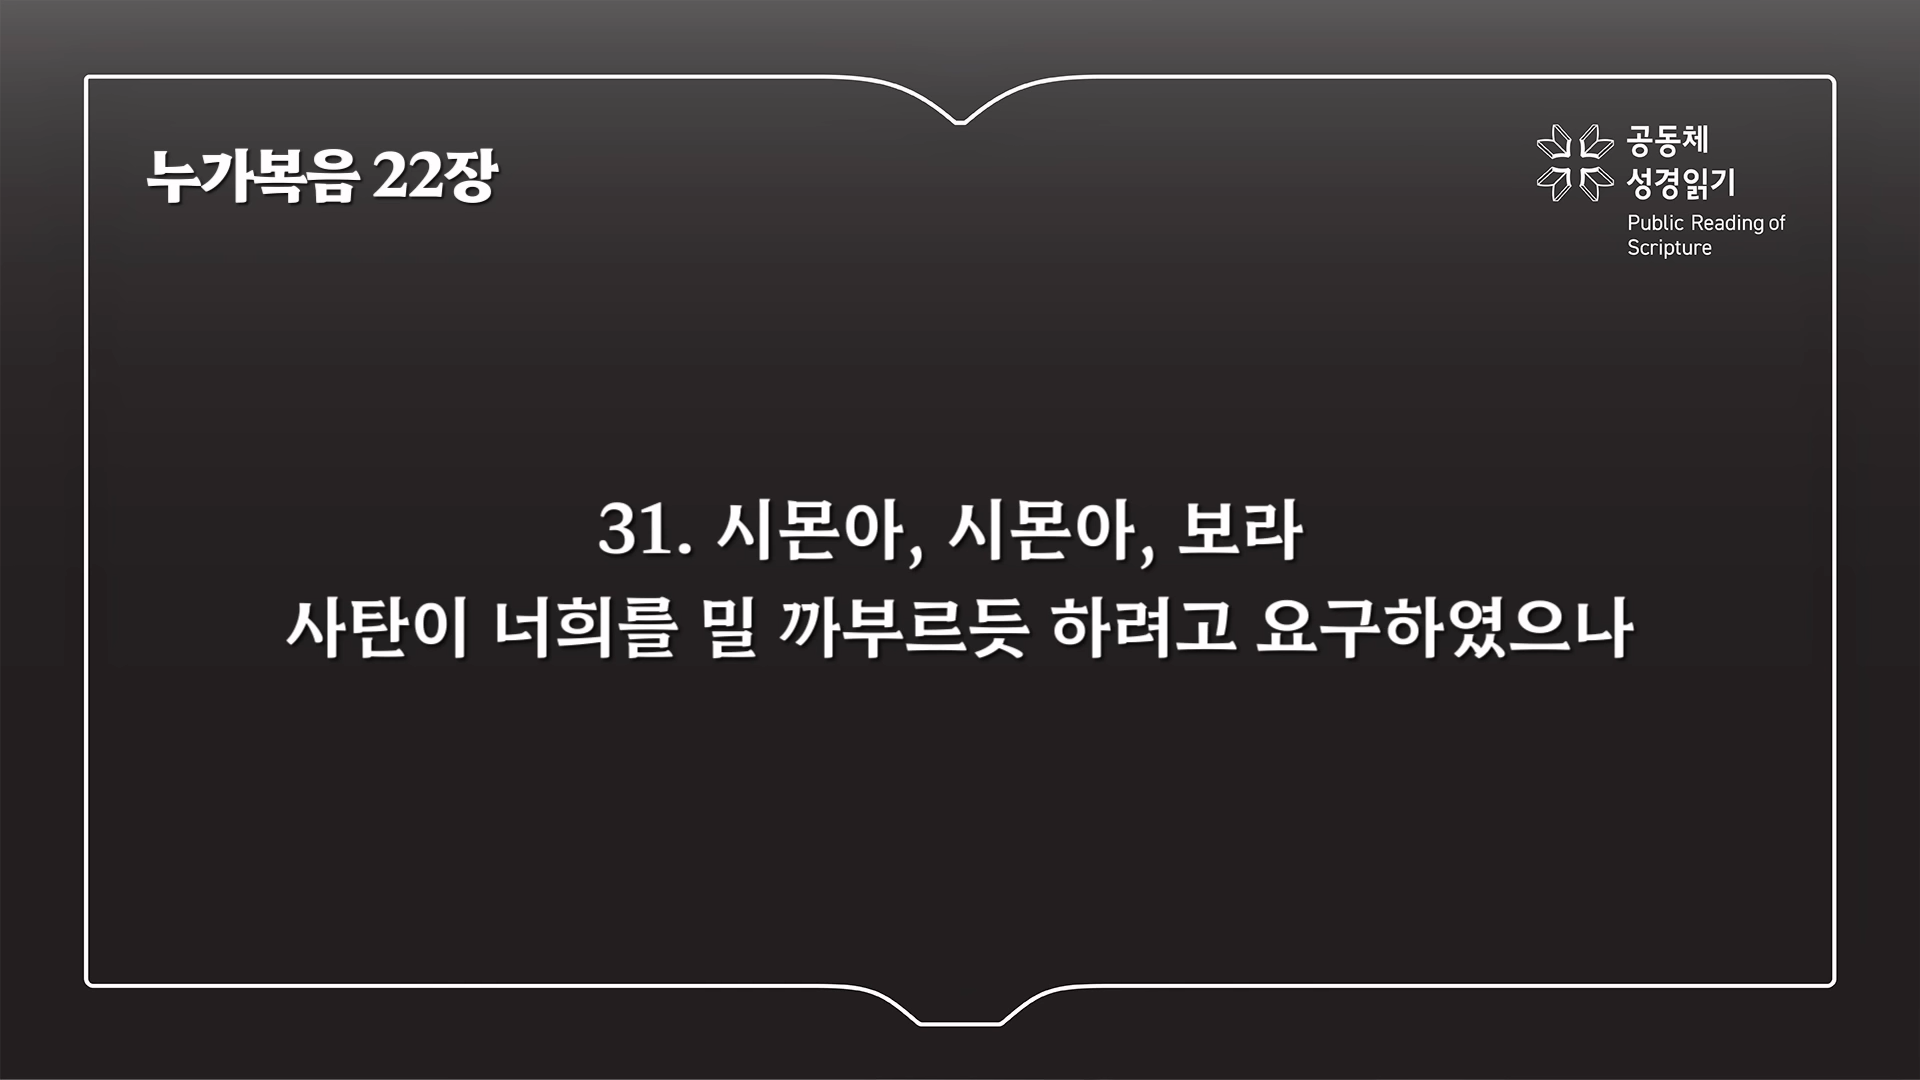 누가복음 22장
공동체
성경읽기
Public Reading of
Scripture
31. 시몬아, 시몬아, 보라
사탄이 너희를 밀 까부르듯 하려고 요구하였으나